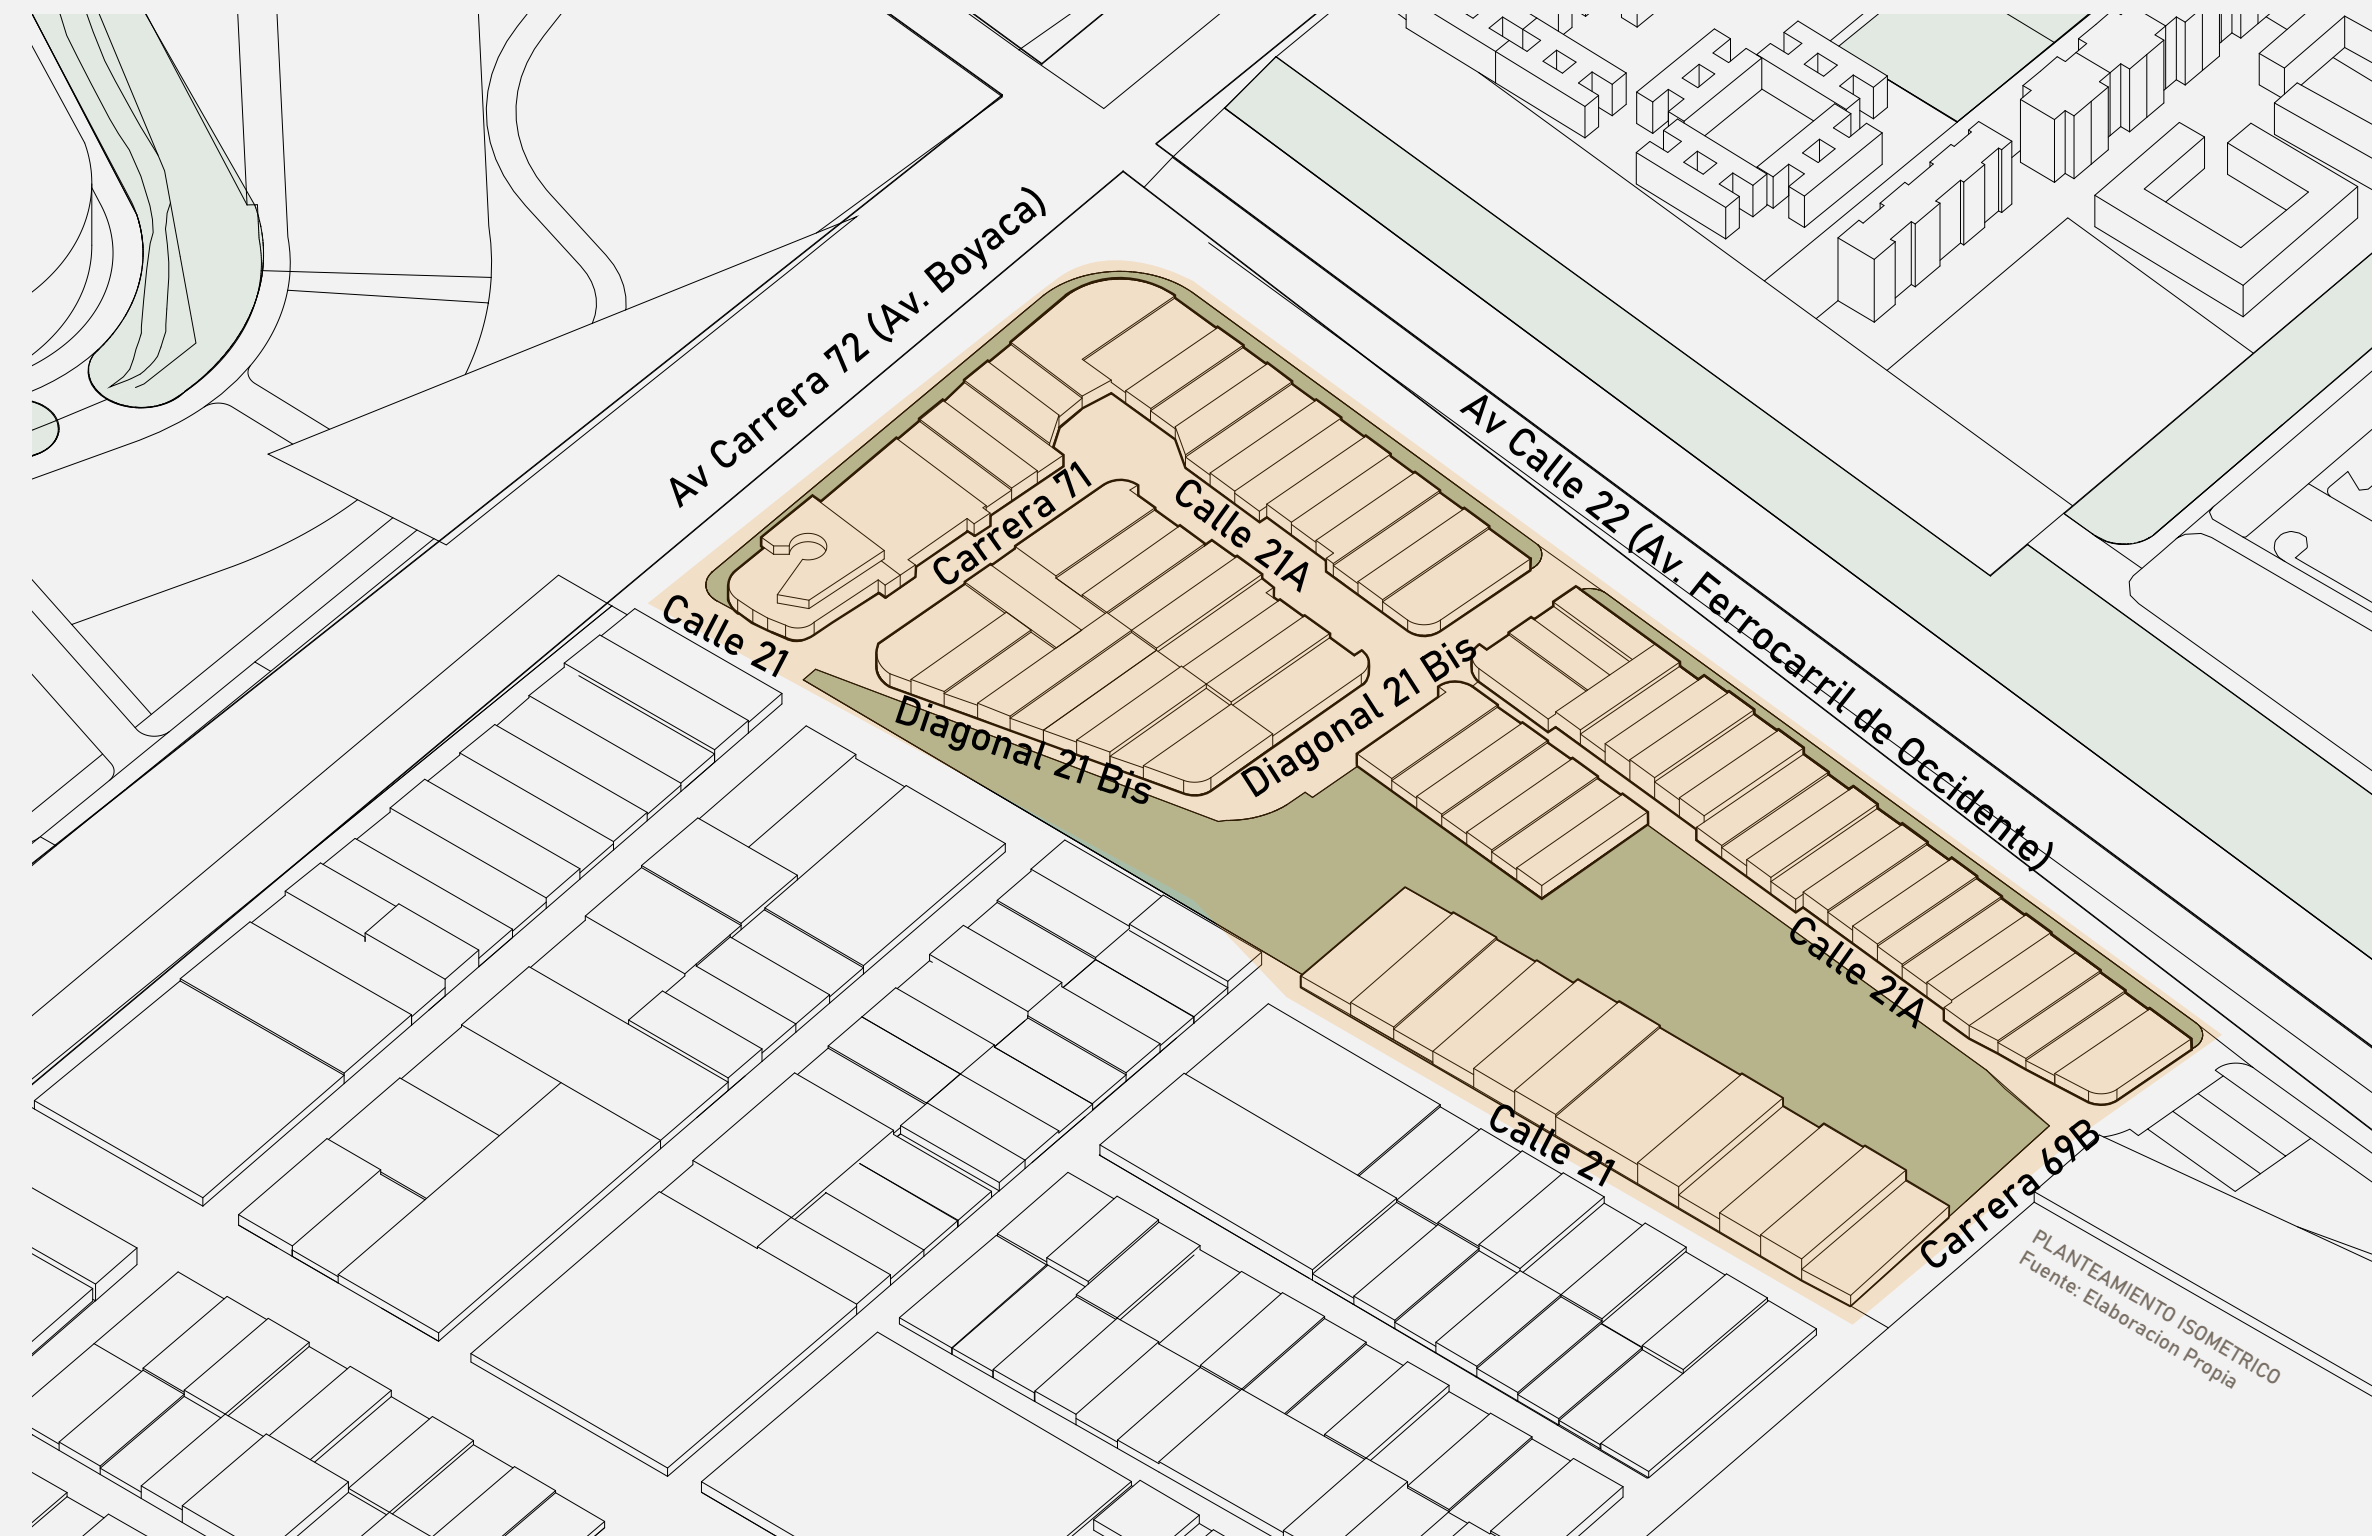 Av Carrera 72 (Av. Boyaca)
Av Calle 22 (Av. Ferrocarril de Occidente)
Carrera 71
Calle 21A
Calle 21
Diagonal 21 Bis
Diagonal 21 Bis
Calle 21A
Calle 21
Carrera 69B
PLANTEAMIENTO ISOMETRICO
Fuente: Elaboracion Propia